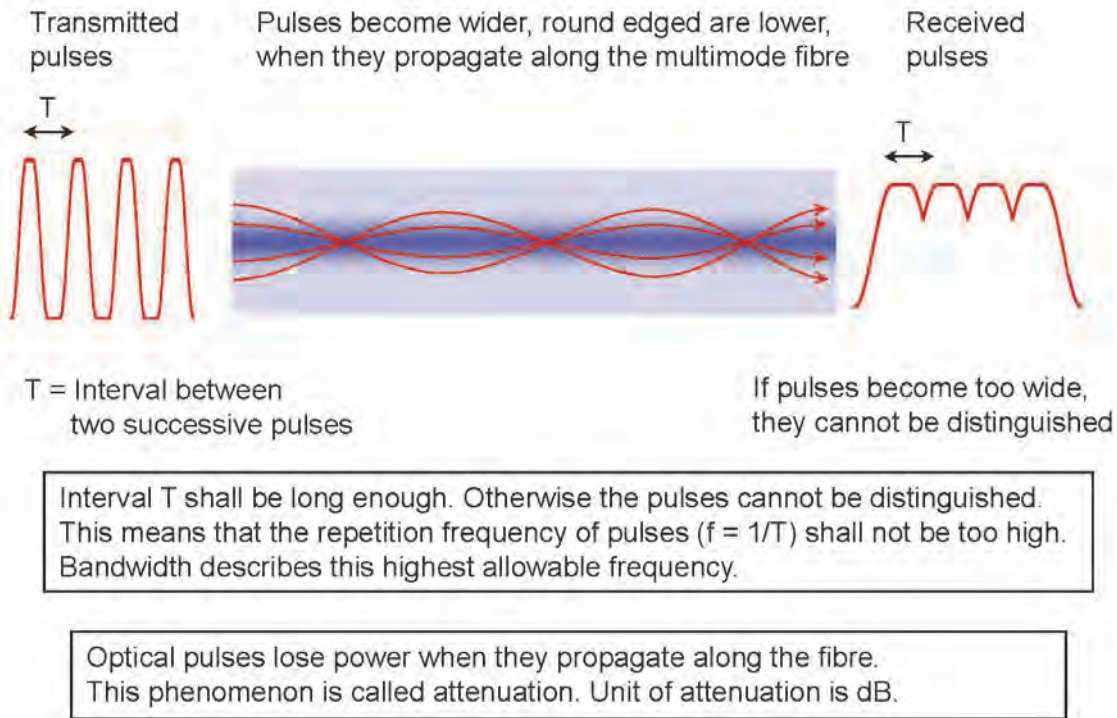 Transmitted
pulses
Pulses become wider, round edged are lower,
when they propagate along the multimode fibre
Received
pulses
T
T
T = Interval between
two successive pulses
If pulses become too wide,
they cannot be distinguished
Interval T shall be long enough. Otherwise the pulses cannot be distinguished.
This means that the repetition frequency of pulses (f = 1/T) shall not be too high.
Bandwidth describes this highest allowable frequency.
Optical pulses lose power when they propagate along the fibre.
This phenomenon is called attenuation. Unit of attenuation is dB.